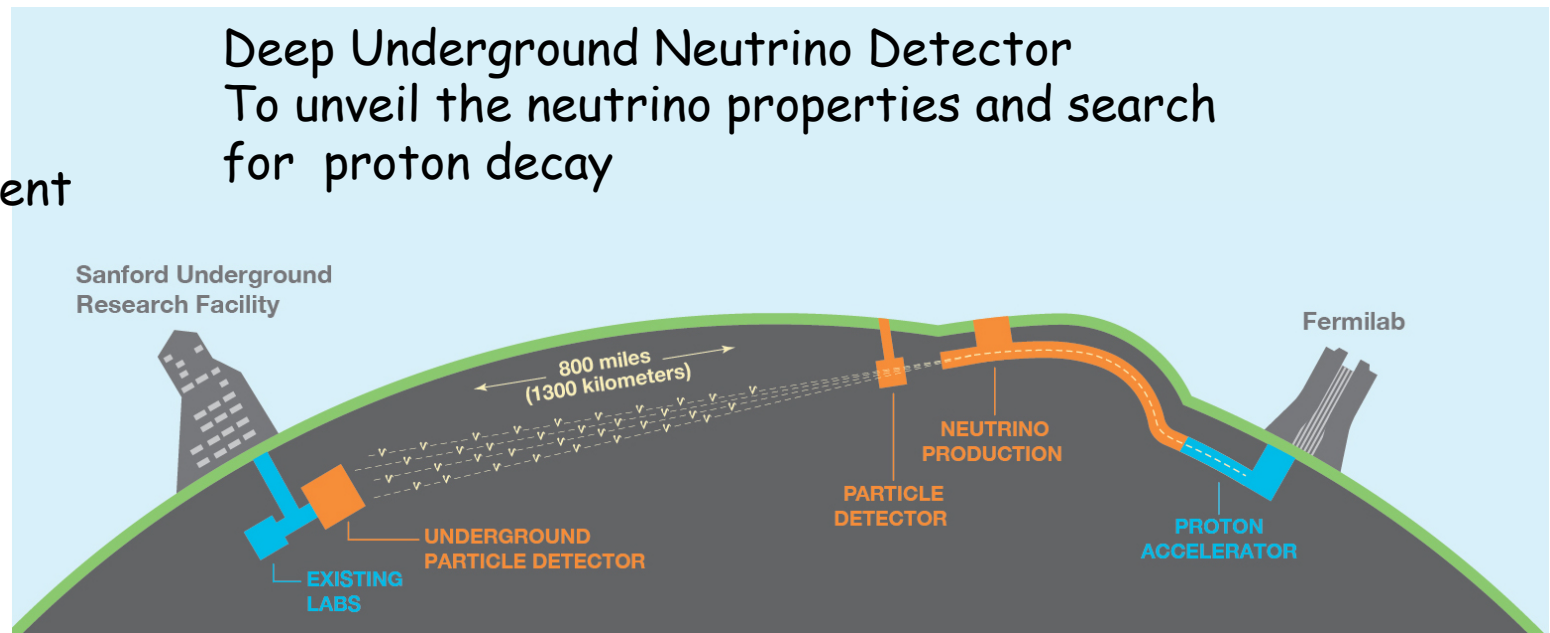 Deep Underground Neutrino Detector
To unveil the neutrino properties and search
for proton decay
ent
Sanford Underground
Research Facility
Fermilab
800 miles
(1300 kilometers)
NEUTRINO
PRODUCTION
PARTICLE
DETECTOR
PROTON
ACCELERATOR
UNDERGROUND
PARTICLE DETECTOR
EXISTING
LABS